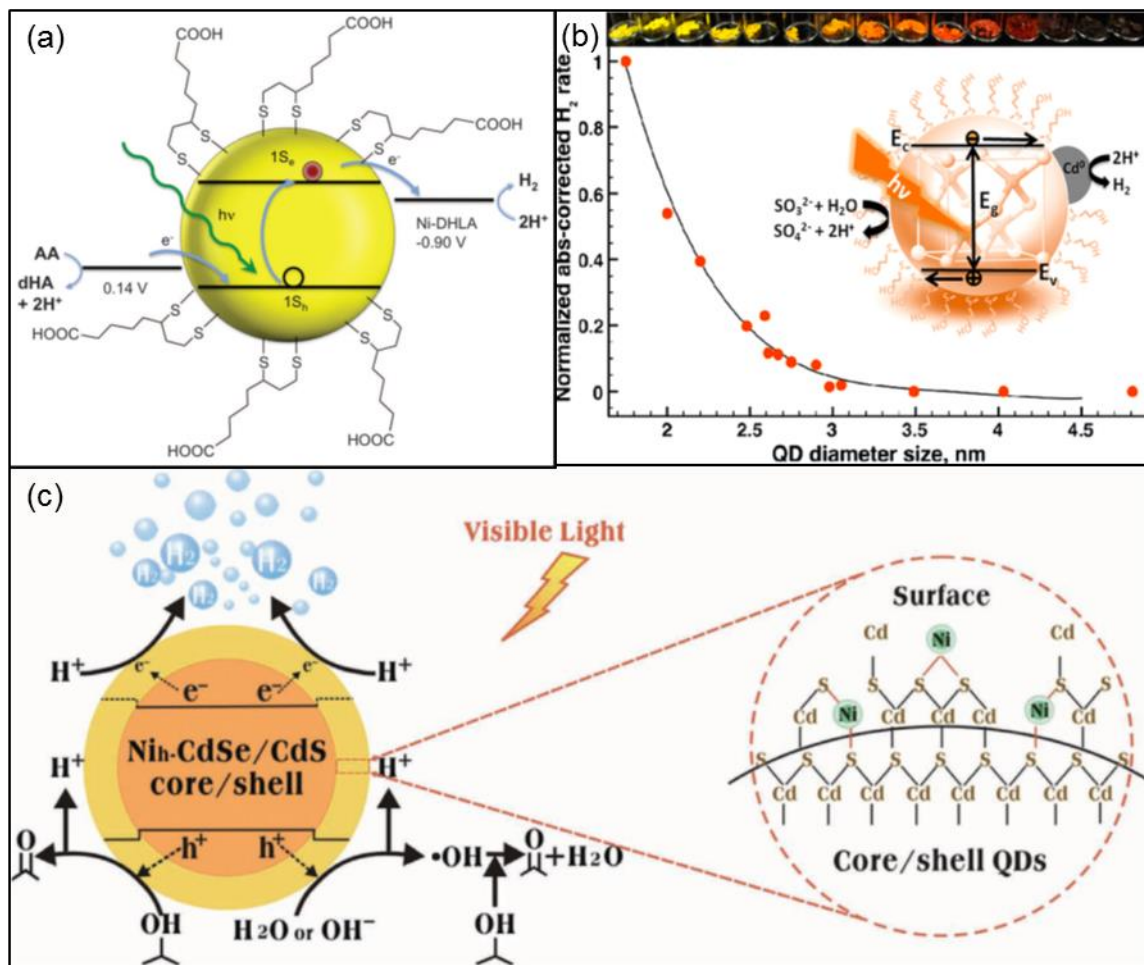 (a)
COOH
COOH
COOH
S
S
S
S
S
S
1Sₑ
e⁻
H₂
2H⁺
Ni-DHLA
-0.90 V
hν
AA
e⁻
dHA
+ 2H⁺
0.14 V
1Sₕ
S
S
S
S
S
S
HOOC
COOH
HOOC
COOH
(b)
Normalized abs-corrected H₂ rate
1
0.8
0.6
0.4
0.2
0
2
2.5
3
3.5
4
4.5
QD diameter size, nm
E꜀
hν
Cd⁰
2H⁺
H₂
SO₃²⁻ + H₂O
SO₄²⁻ + 2H⁺
E_g
Eᵥ
(c)
H₂
H₂
H₂
H₂
H₂
Visible Light
H⁺
e⁻
e⁻
H⁺
e⁻
e⁻
Niₕ-CdSe/CdS
core/shell
H⁺
H⁺
h⁺
h⁺
O
•OH
O
+H₂O
OH
H₂O or OH⁻
OH
Surface
Cd
Ni
Cd
S
S
S
S
S
Ni
Ni
Cd
Cd
Cd
Cd
Cd
S
S
S
S
S
S
S
S
S
Cd
Cd
Cd
Cd
Cd
Cd
Cd
Cd
Core/shell QDs